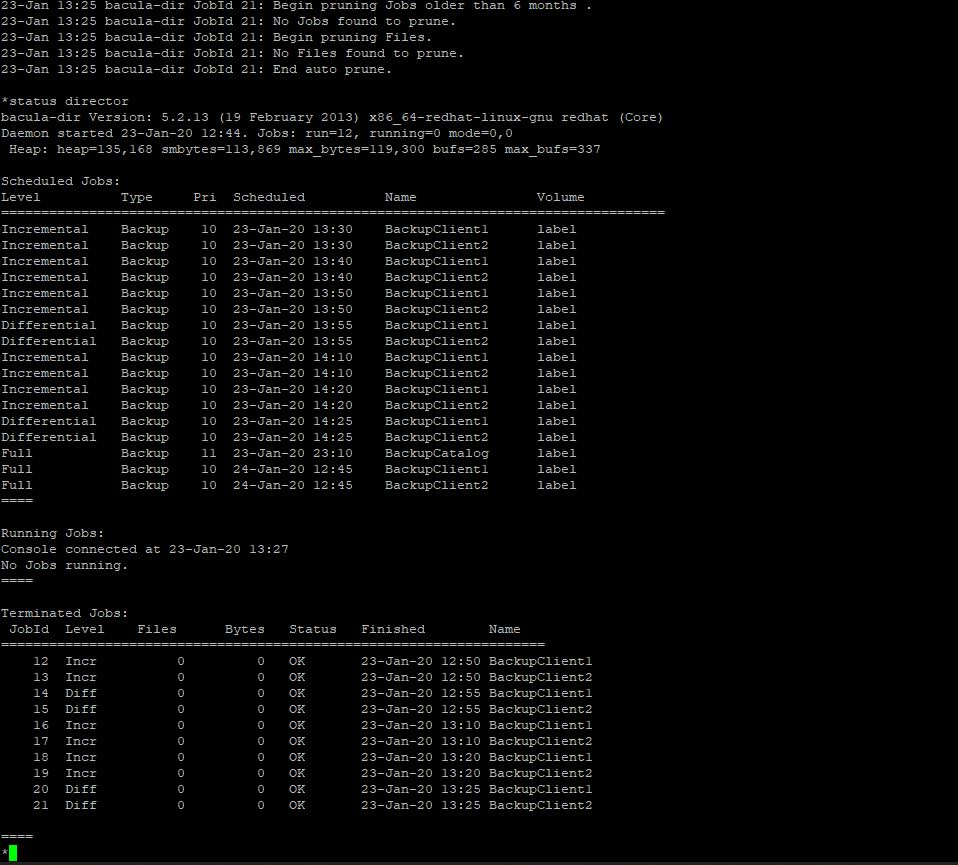 23-Jan 13:25 bacula-dir JobId 21: Begin pruning Jobs older than 6 months .
23-Jan 13:25 bacula-dir JobId 21: No Jobs found to prune.
23-Jan 13:25 bacula-dir JobId 21: Begin pruning Files.
23-Jan 13:25 bacula-dir JobId 21: No Files found to prune.
23-Jan 13:25 bacula-dir JobId 21: End auto prune.

*status director
bacula-dir Version: 5.2.13 (19 February 2013) x86_64-redhat-linux-gnu redhat (Core)
Daemon started 23-Jan-20 12:44. Jobs: run=12, running=0 mode=0,0
 Heap: heap=135,168 smbytes=113,869 max_bytes=119,300 bufs=285 max_bufs=337

Scheduled Jobs:
Level          Type     Pri  Scheduled          Name               Volume
===================================================================================
Incremental    Backup    10  23-Jan-20 13:30    BackupClient1      label
Incremental    Backup    10  23-Jan-20 13:30    BackupClient2      label
Incremental    Backup    10  23-Jan-20 13:40    BackupClient1      label
Incremental    Backup    10  23-Jan-20 13:40    BackupClient2      label
Incremental    Backup    10  23-Jan-20 13:50    BackupClient1      label
Incremental    Backup    10  23-Jan-20 13:50    BackupClient2      label
Differential   Backup    10  23-Jan-20 13:55    BackupClient1      label
Differential   Backup    10  23-Jan-20 13:55    BackupClient2      label
Incremental    Backup    10  23-Jan-20 14:10    BackupClient1      label
Incremental    Backup    10  23-Jan-20 14:10    BackupClient2      label
Incremental    Backup    10  23-Jan-20 14:20    BackupClient1      label
Incremental    Backup    10  23-Jan-20 14:20    BackupClient2      label
Differential   Backup    10  23-Jan-20 14:25    BackupClient1      label
Differential   Backup    10  23-Jan-20 14:25    BackupClient2      label
Full           Backup    11  23-Jan-20 23:10    BackupCatalog      label
Full           Backup    10  24-Jan-20 12:45    BackupClient1      label
Full           Backup    10  24-Jan-20 12:45    BackupClient2      label
====

Running Jobs:
Console connected at 23-Jan-20 13:27
No Jobs running.
====

Terminated Jobs:
 JobId  Level    Files      Bytes   Status   Finished        Name
====================================================================
    12  Incr          0         0   OK       23-Jan-20 12:50 BackupClient1
    13  Incr          0         0   OK       23-Jan-20 12:50 BackupClient2
    14  Diff          0         0   OK       23-Jan-20 12:55 BackupClient1
    15  Diff          0         0   OK       23-Jan-20 12:55 BackupClient2
    16  Incr          0         0   OK       23-Jan-20 13:10 BackupClient1
    17  Incr          0         0   OK       23-Jan-20 13:10 BackupClient2
    18  Incr          0         0   OK       23-Jan-20 13:20 BackupClient1
    19  Incr          0         0   OK       23-Jan-20 13:20 BackupClient2
    20  Diff          0         0   OK       23-Jan-20 13:25 BackupClient1
    21  Diff          0         0   OK       23-Jan-20 13:25 BackupClient2

====
*